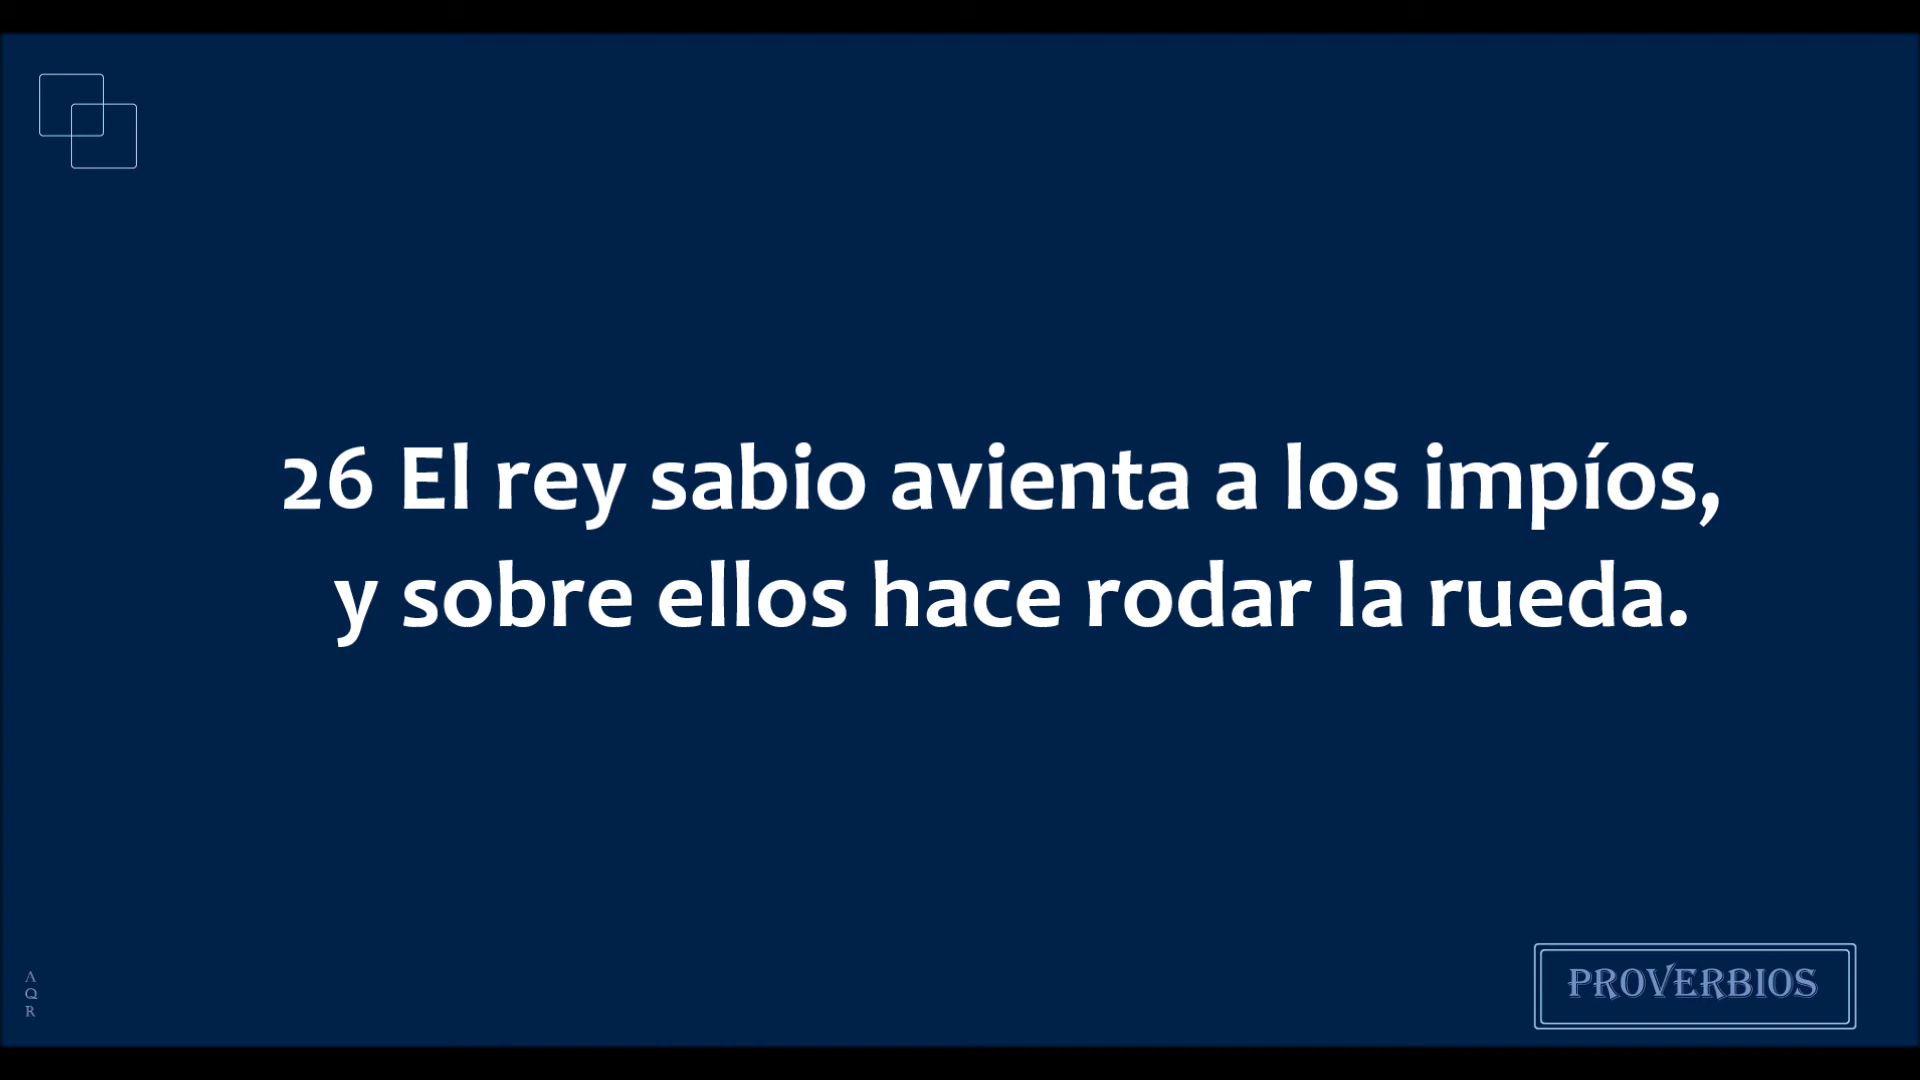 26 El rey sabio avienta a los impíos,
y sobre ellos hace rodar la rueda.
A
Q
R
PROVERBIOS